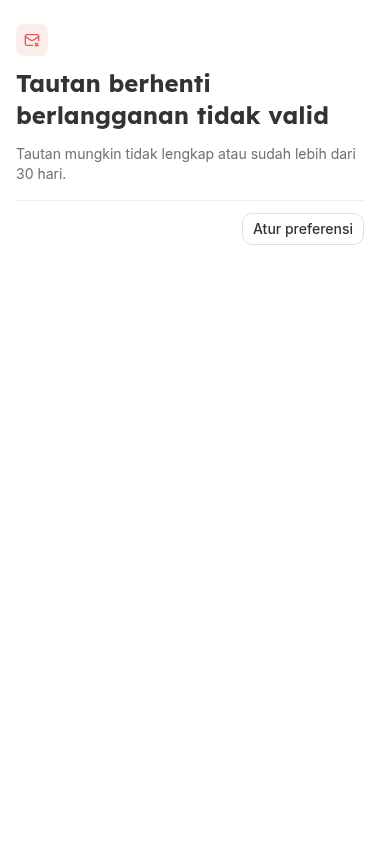 Tautan berhenti
berlangganan tidak valid
Tautan mungkin tidak lengkap atau sudah lebih dari
30 hari.
Atur preferensi